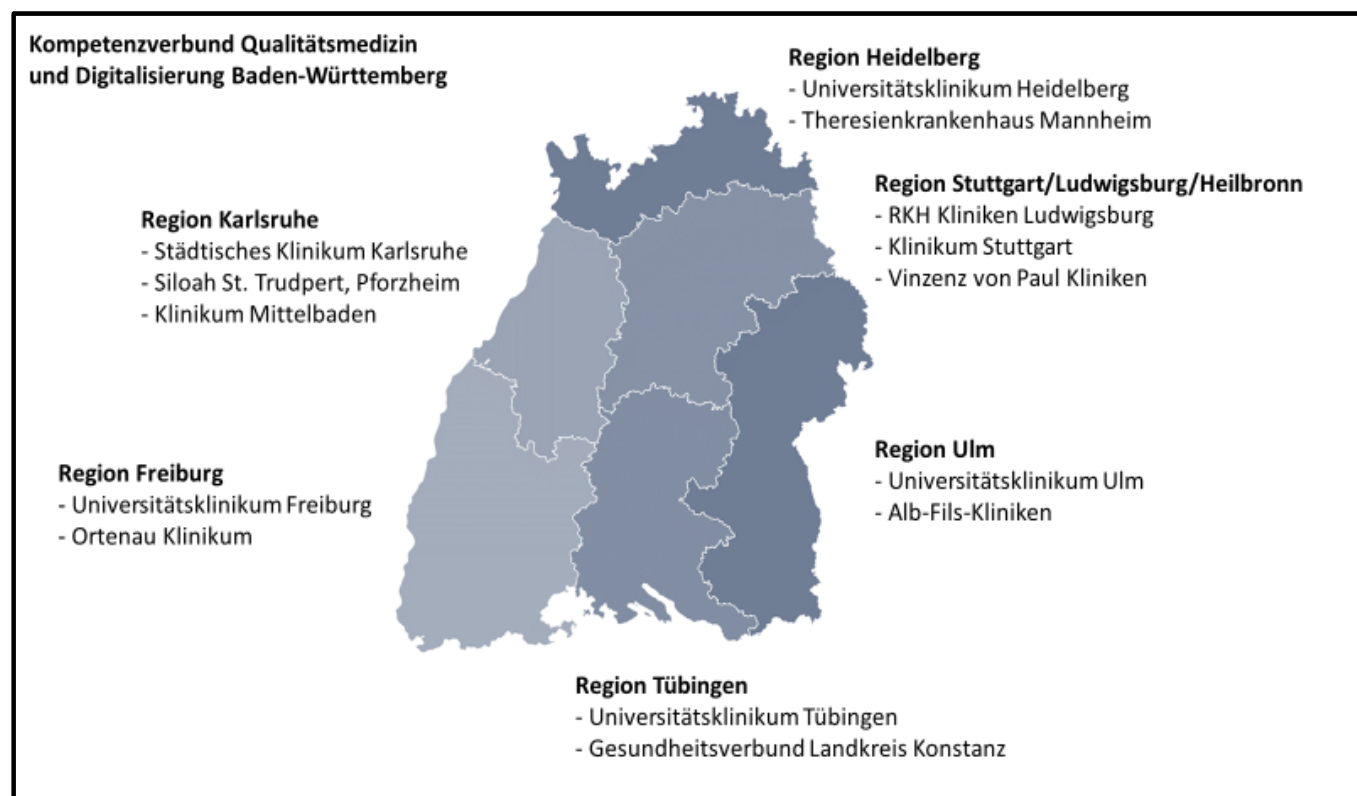 Kompetenzverbund Qualitätsmedizin
und Digitalisierung Baden-Württemberg
Region Heidelberg
- Universitätsklinikum Heidelberg
- Theresienkrankenhaus Mannheim
Region Stuttgart/Ludwigsburg/Heilbronn
- RKH Kliniken Ludwigsburg
- Klinikum Stuttgart
- Vinzenz von Paul Kliniken
Region Karlsruhe
- Städtisches Klinikum Karlsruhe
- Siloah St. Trudpert, Pforzheim
- Klinikum Mittelbaden
Region Freiburg
- Universitätsklinikum Freiburg
- Ortenau Klinikum
Region Ulm
- Universitätsklinikum Ulm
- Alb-Fils-Kliniken
Region Tübingen
- Universitätsklinikum Tübingen
- Gesundheitsverbund Landkreis Konstanz